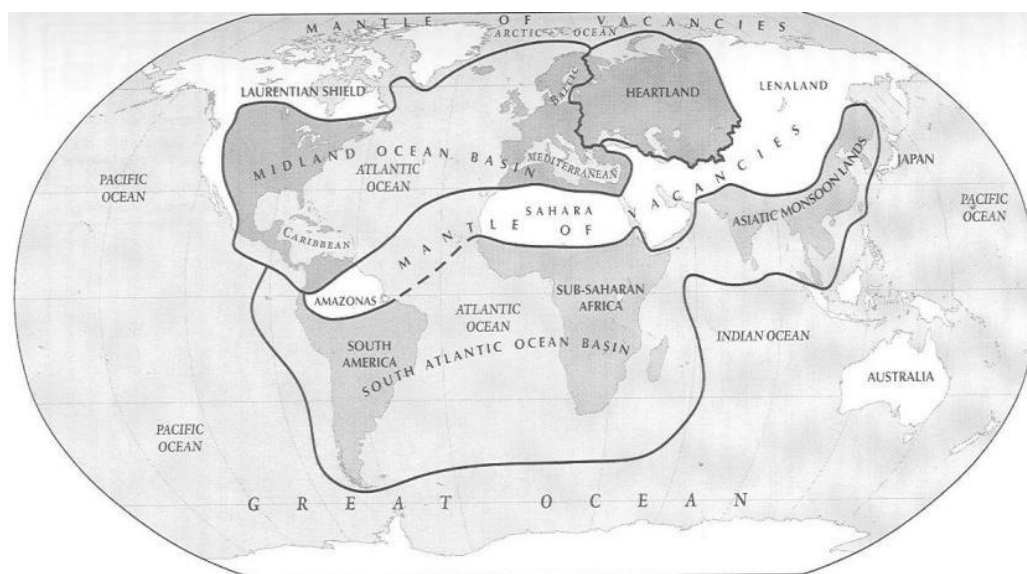 MANTLE OF VACANCIES
ARCTIC OCEAN
LAURENTIAN SHIELD
BALTIC
HEARTLAND
LENALAND
MIDLAND OCEAN BASIN
ATLANTIC
OCEAN
MEDITERRANEAN
PACIFIC
OCEAN
CARIBBEAN
SAHARA
MANTLE OF VACANCIES
ASIATIC MONSOON LANDS
JAPAN
PACIFIC
OCEAN
AMAZONAS
SUB-SAHARAN
AFRICA
ATLANTIC
OCEAN
SOUTH
AMERICA
SOUTH ATLANTIC OCEAN BASIN
INDIAN OCEAN
AUSTRALIA
PACIFIC
OCEAN
GREAT OCEAN